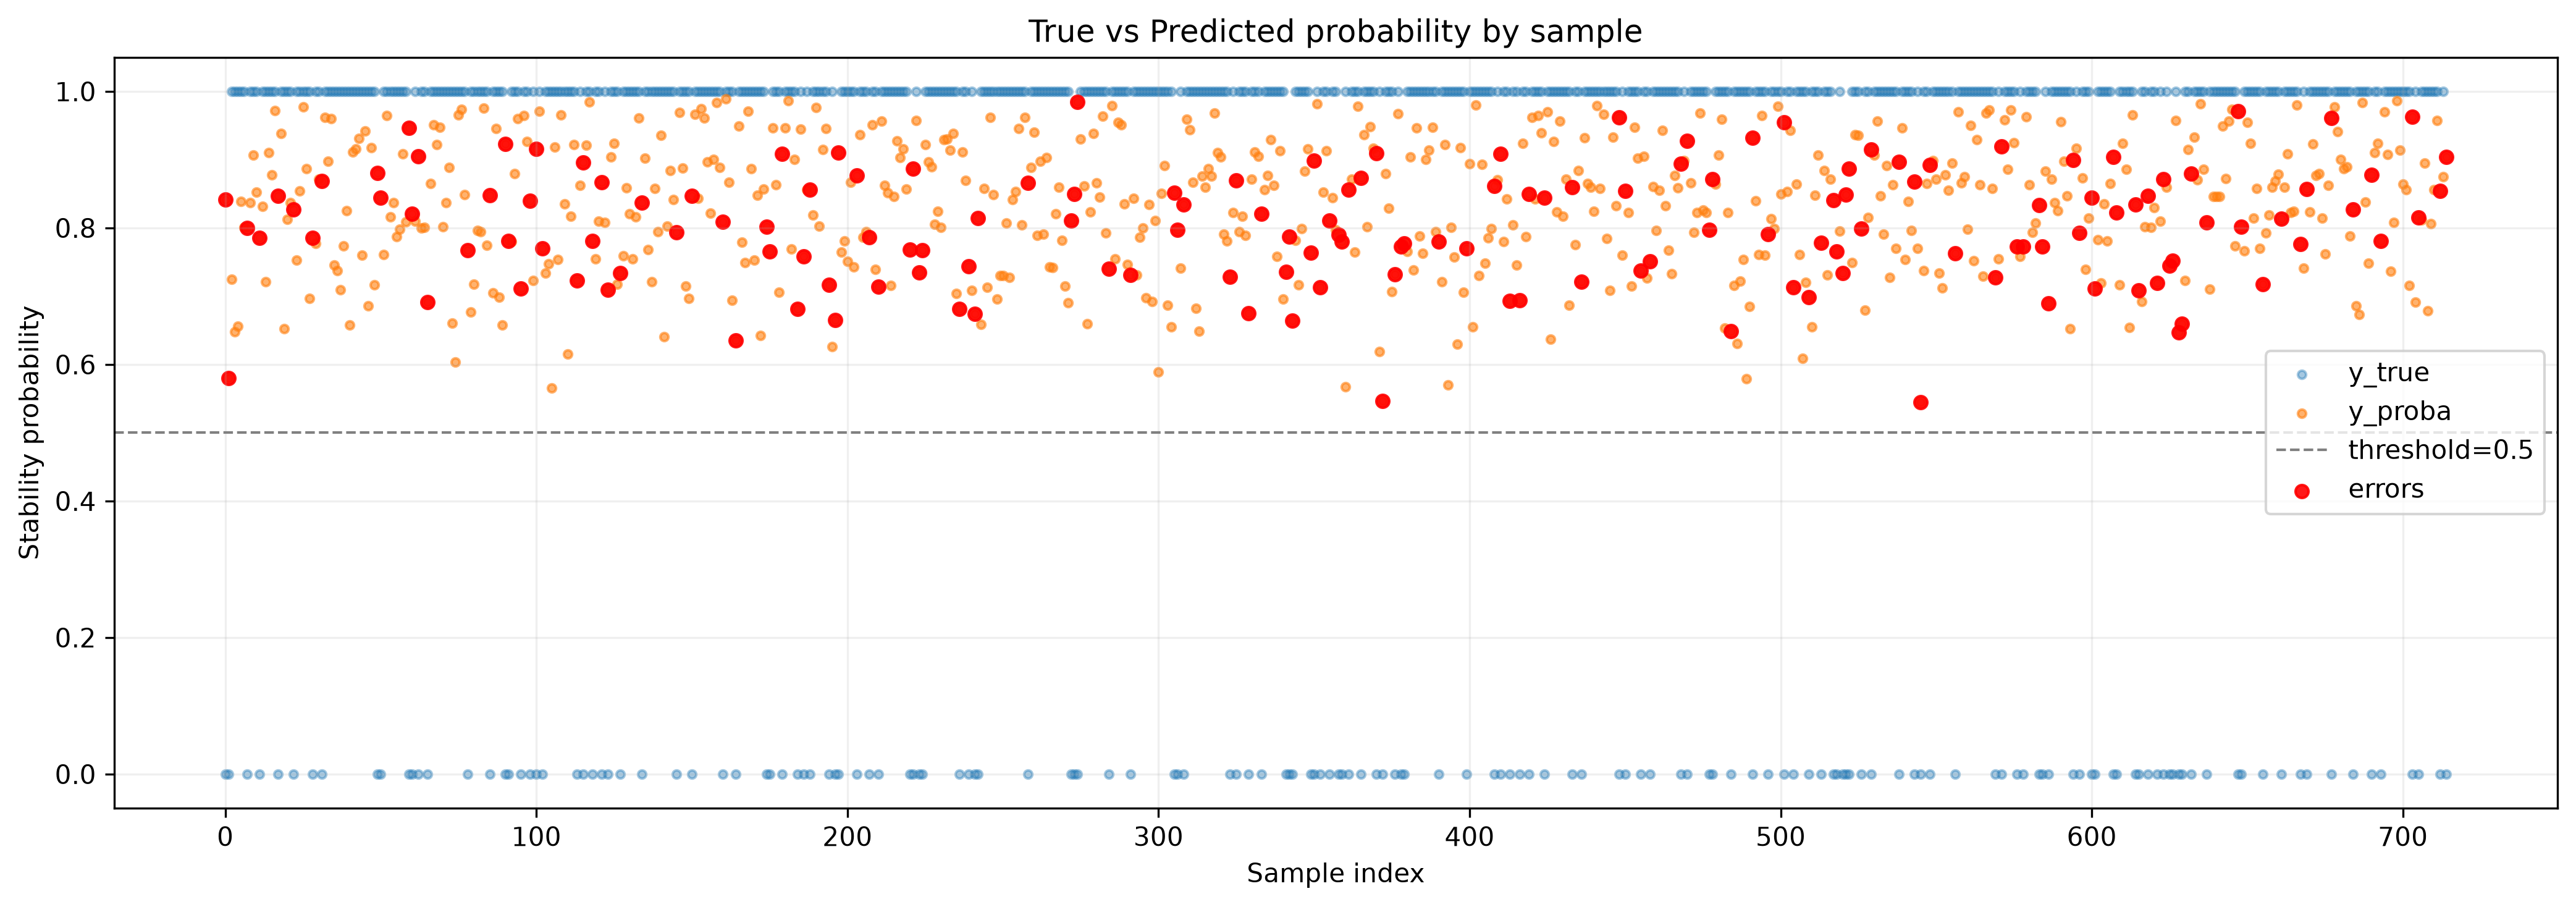 True vs Predicted probability by sample
Stability probability
1.0
0.8
0.6
0.4
0.2
0.0
y_true
y_proba
threshold=0.5
errors
0 100 200 300 400 500 600 700
Sample index